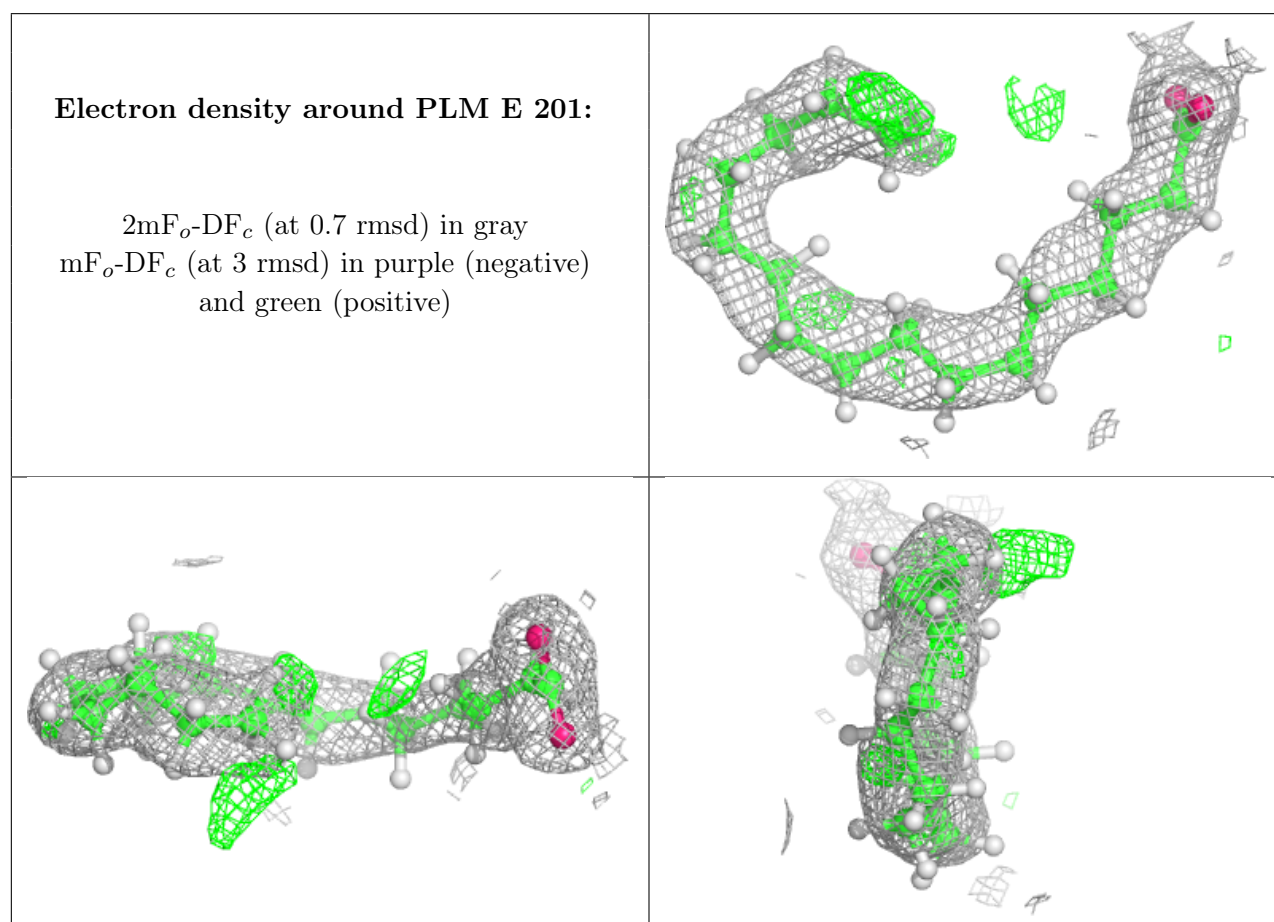 Electron density around PLM E 201:
2mFₒ-DF𝒸 (at 0.7 rmsd) in gray
mFₒ-DF𝒸 (at 3 rmsd) in purple (negative)
and green (positive)